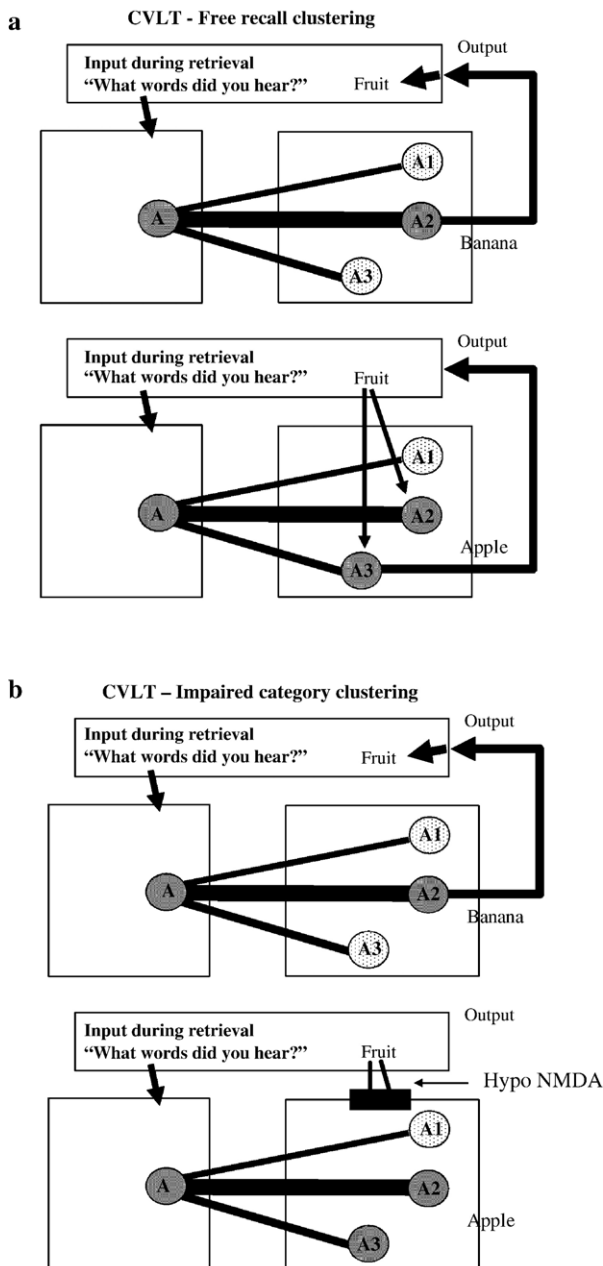 a
CVLT - Free recall clustering
Output
Input during retrieval
“What words did you hear?”
Fruit
A1
A
A2
Banana
A3
Output
Input during retrieval
“What words did you hear?”
Fruit
A1
A
A2
Apple
A3
b
CVLT – Impaired category clustering
Output
Input during retrieval
“What words did you hear?”
Fruit
A1
A
A2
Banana
A3
Output
Input during retrieval
“What words did you hear?”
Fruit
Hypo NMDA
A1
A
A2
Apple
A3